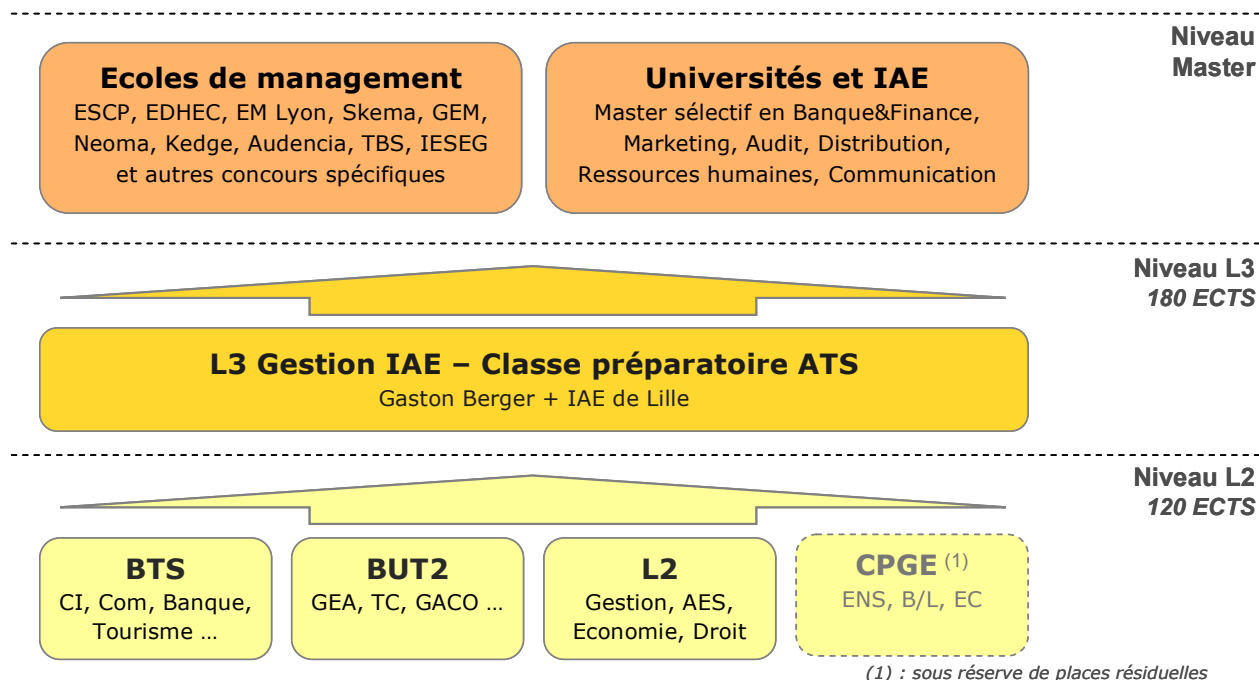 Niveau
Master
Ecoles de management
ESCP, EDHEC, EM Lyon, Skema, GEM,
Neoma, Kedge, Audencia, TBS, IESEG
et autres concours spécifiques
Universités et IAE
Master sélectif en Banque&Finance,
Marketing, Audit, Distribution,
Ressources humaines, Communication
Niveau L3
180 ECTS
L3 Gestion IAE – Classe préparatoire ATS
Gaston Berger + IAE de Lille
Niveau L2
120 ECTS
BTS
CI, Com, Banque,
Tourisme ...
BUT2
GEA, TC, GACO ...
L2
Gestion, AES,
Economie, Droit
CPGE (1)
ENS, B/L, EC
(1) : sous réserve de places résiduelles